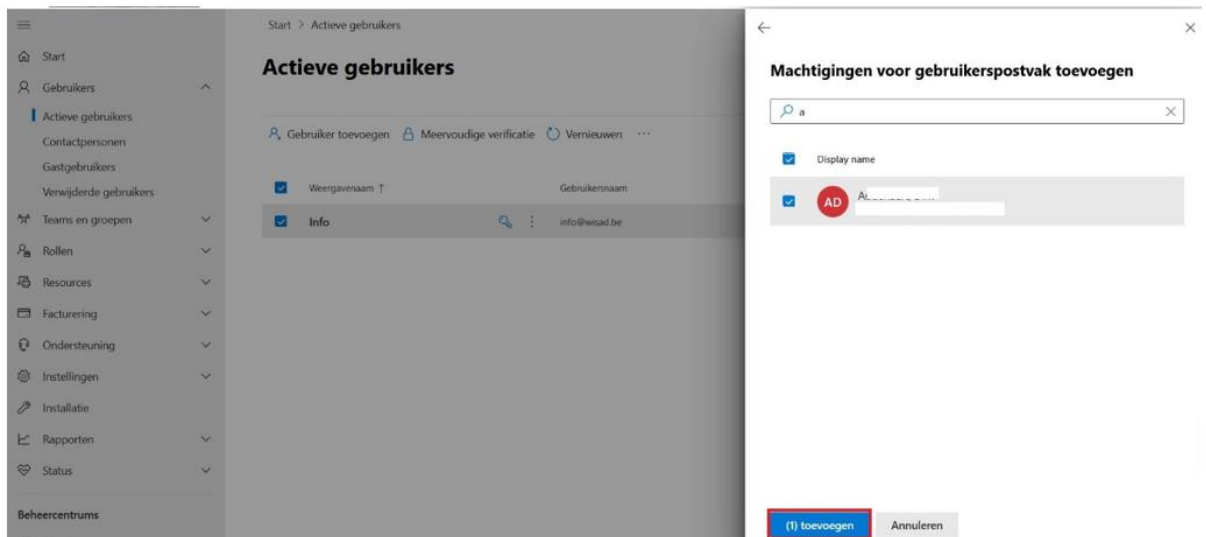 Start > Actieve gebruikers
Start
Gebruikers
Actieve gebruikers
Contactpersonen
Gastgebruikers
Verwijderde gebruikers
Teams en groepen
Rollen
Resources
Facturering
Ondersteuning
Instellingen
Installatie
Rapporten
Status
Beheercentrums
Actieve gebruikers
Gebruiker toevoegen Meervoudige verificatie Vernieuwen ...
Weergavenaam ↑ Gebruikersnaam
Info info@wisad.be
Machtigingen voor gebruikerspostvak toevoegen
a
Display name
AD
(1) toevoegen Annuleren